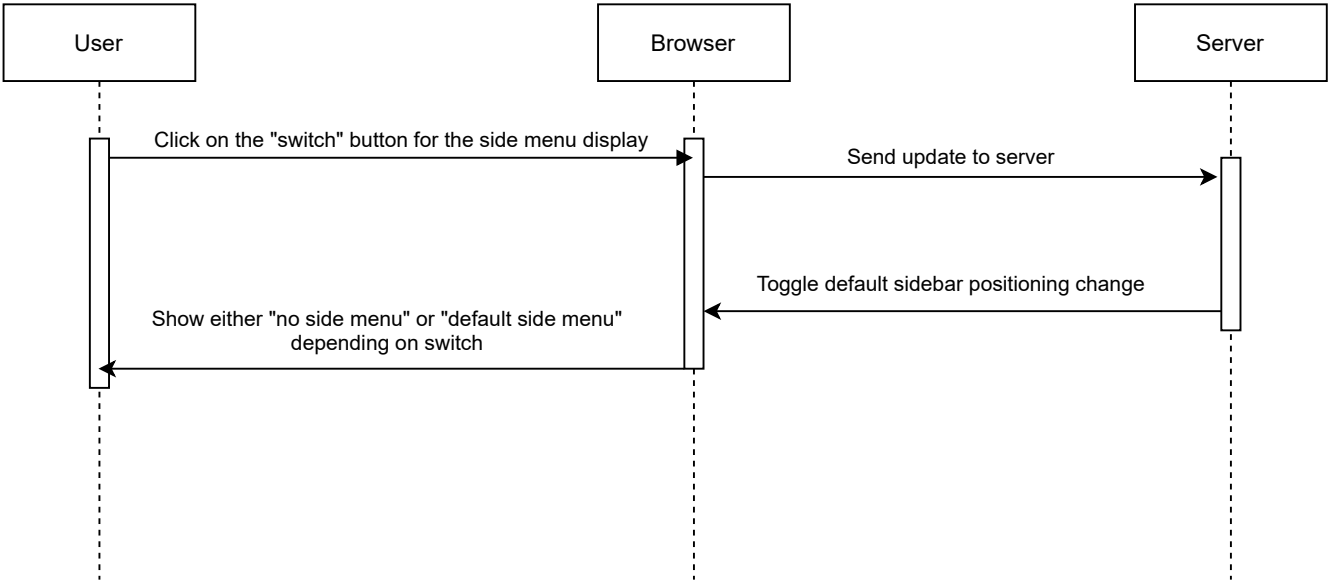 User
Browser
Server
Click on the "switch" button for the side menu display
Send update to server
Toggle default sidebar positioning change
Show either "no side menu" or "default side menu"
depending on switch